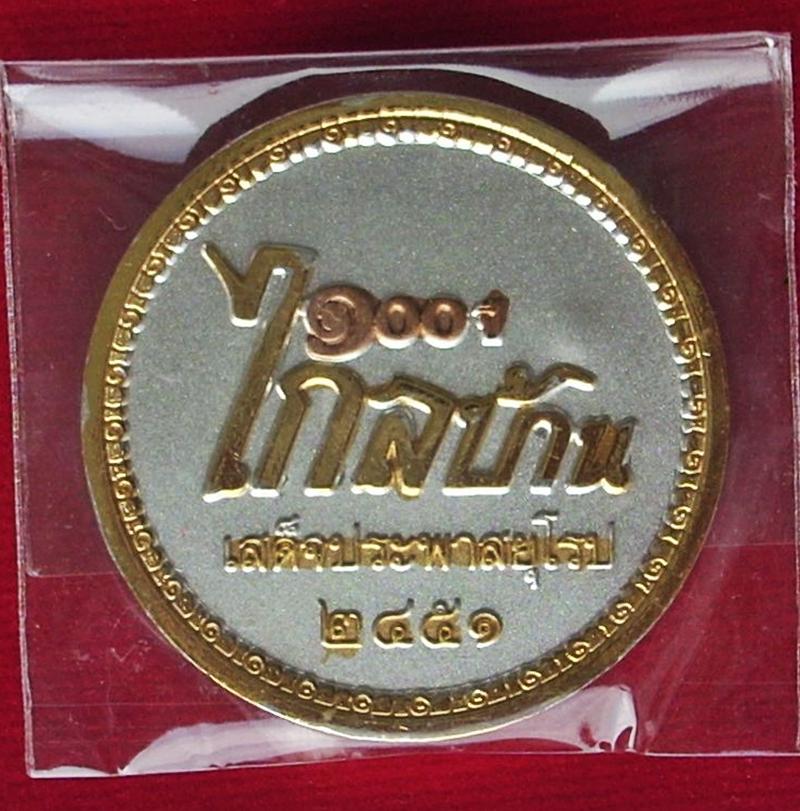 ๑๐๐ ปี
ไกลบ้าน
เสด็จประพาสยุโรป
๒๔๕๑